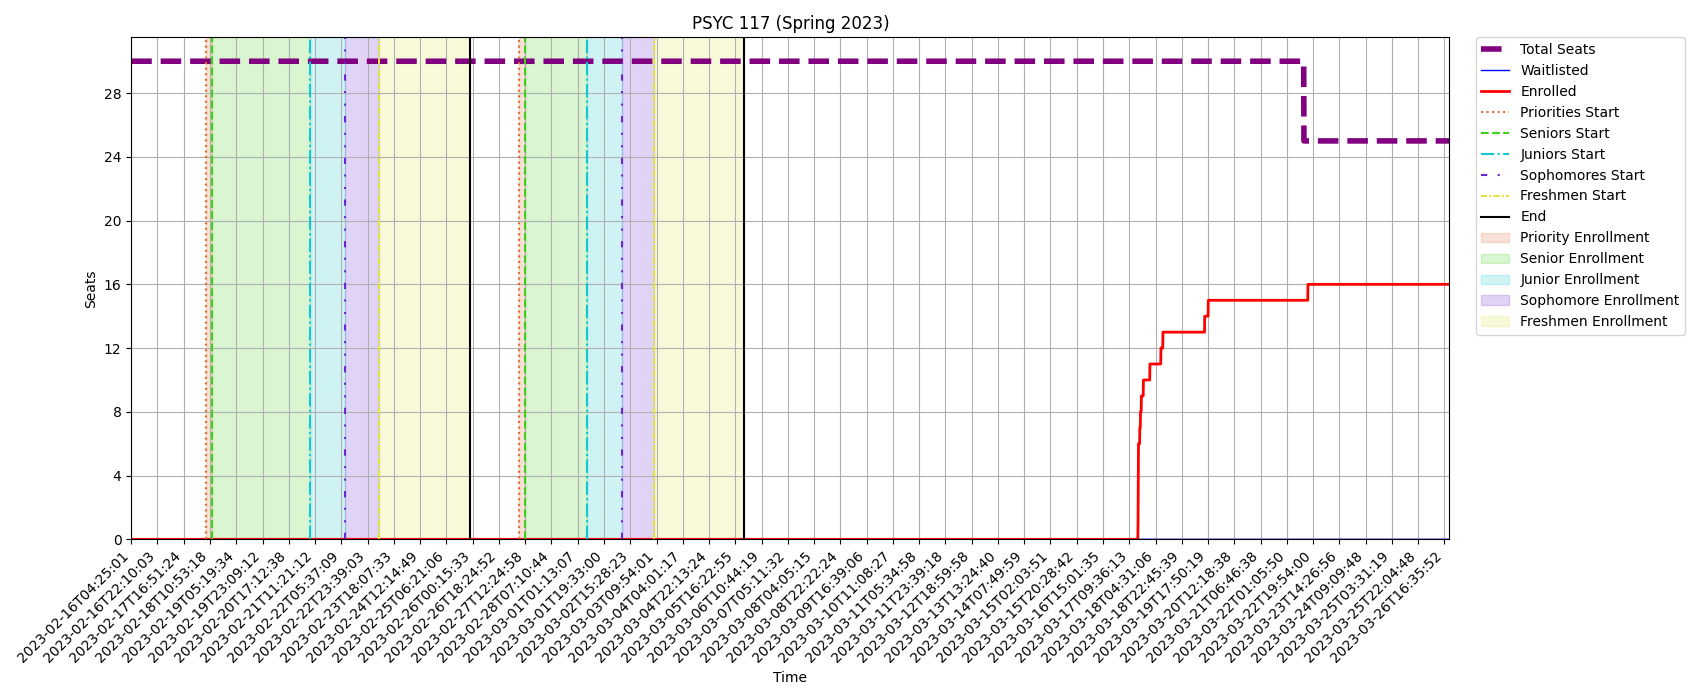 PSYC 117 (Spring 2023)
Total Seats
Waitlisted
Enrolled
Priorities Start
Seniors Start
Juniors Start
Sophomores Start
Freshmen Start
End
Priority Enrollment
Senior Enrollment
Junior Enrollment
Sophomore Enrollment
Freshmen Enrollment
Seats
28
24
20
16
12
8
4
0
2023-02-16T04:25:01
2023-02-16T22:10:03
2023-02-17T16:51:24
2023-02-18T10:53:18
2023-02-19T05:19:34
2023-02-19T23:09:12
2023-02-20T17:12:38
2023-02-21T11:21:12
2023-02-22T05:37:09
2023-02-22T23:39:03
2023-02-23T18:07:33
2023-02-24T12:14:49
2023-02-25T06:21:06
2023-02-26T00:15:33
2023-02-26T18:24:52
2023-02-27T12:24:58
2023-02-28T07:10:44
2023-03-01T01:13:07
2023-03-01T19:33:00
2023-03-02T15:28:23
2023-03-03T09:54:01
2023-03-04T04:01:17
2023-03-04T22:13:24
2023-03-05T16:22:55
2023-03-06T10:44:19
2023-03-07T05:11:32
2023-03-08T04:05:15
2023-03-08T22:22:24
2023-03-09T16:39:06
2023-03-10T11:08:27
2023-03-11T05:34:58
2023-03-11T23:39:18
2023-03-12T18:59:58
2023-03-13T13:24:40
2023-03-14T07:49:59
2023-03-15T02:03:51
2023-03-15T20:28:42
2023-03-16T15:01:35
2023-03-17T09:36:13
2023-03-18T04:31:06
2023-03-18T22:45:39
2023-03-19T17:50:19
2023-03-20T12:18:38
2023-03-21T06:46:38
2023-03-22T01:05:50
2023-03-22T19:54:00
2023-03-23T14:26:56
2023-03-24T09:09:48
2023-03-25T03:31:19
2023-03-25T22:04:48
2023-03-26T16:35:52
Time